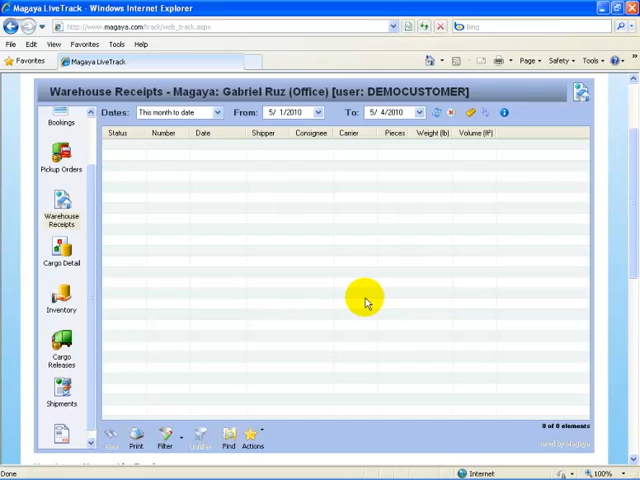 Magaya LiveTrack - Windows Internet Explorer
http://www.magaya.com/track/web_track.aspx
Bing
File Edit View Favorites Tools Help
Favorites Magaya LiveTrack Page Safety Tools
Warehouse Receipts - Magaya: Gabriel Ruz (Office) [user: DEMOCUSTOMER]
Dates: This month to date From: 5/ 1/2010 To: 5/ 4/2010
Status Number Date Shipper Consignee Carrier Pieces Weight (lb) Volume (ft³)
Bookings
Pickup Orders
Warehouse
Receipts
Cargo Detail
Inventory
Cargo
Releases
Shipments
0 of 0 elements
View Print Filter Unfilter Find Actions
Done Internet 100%